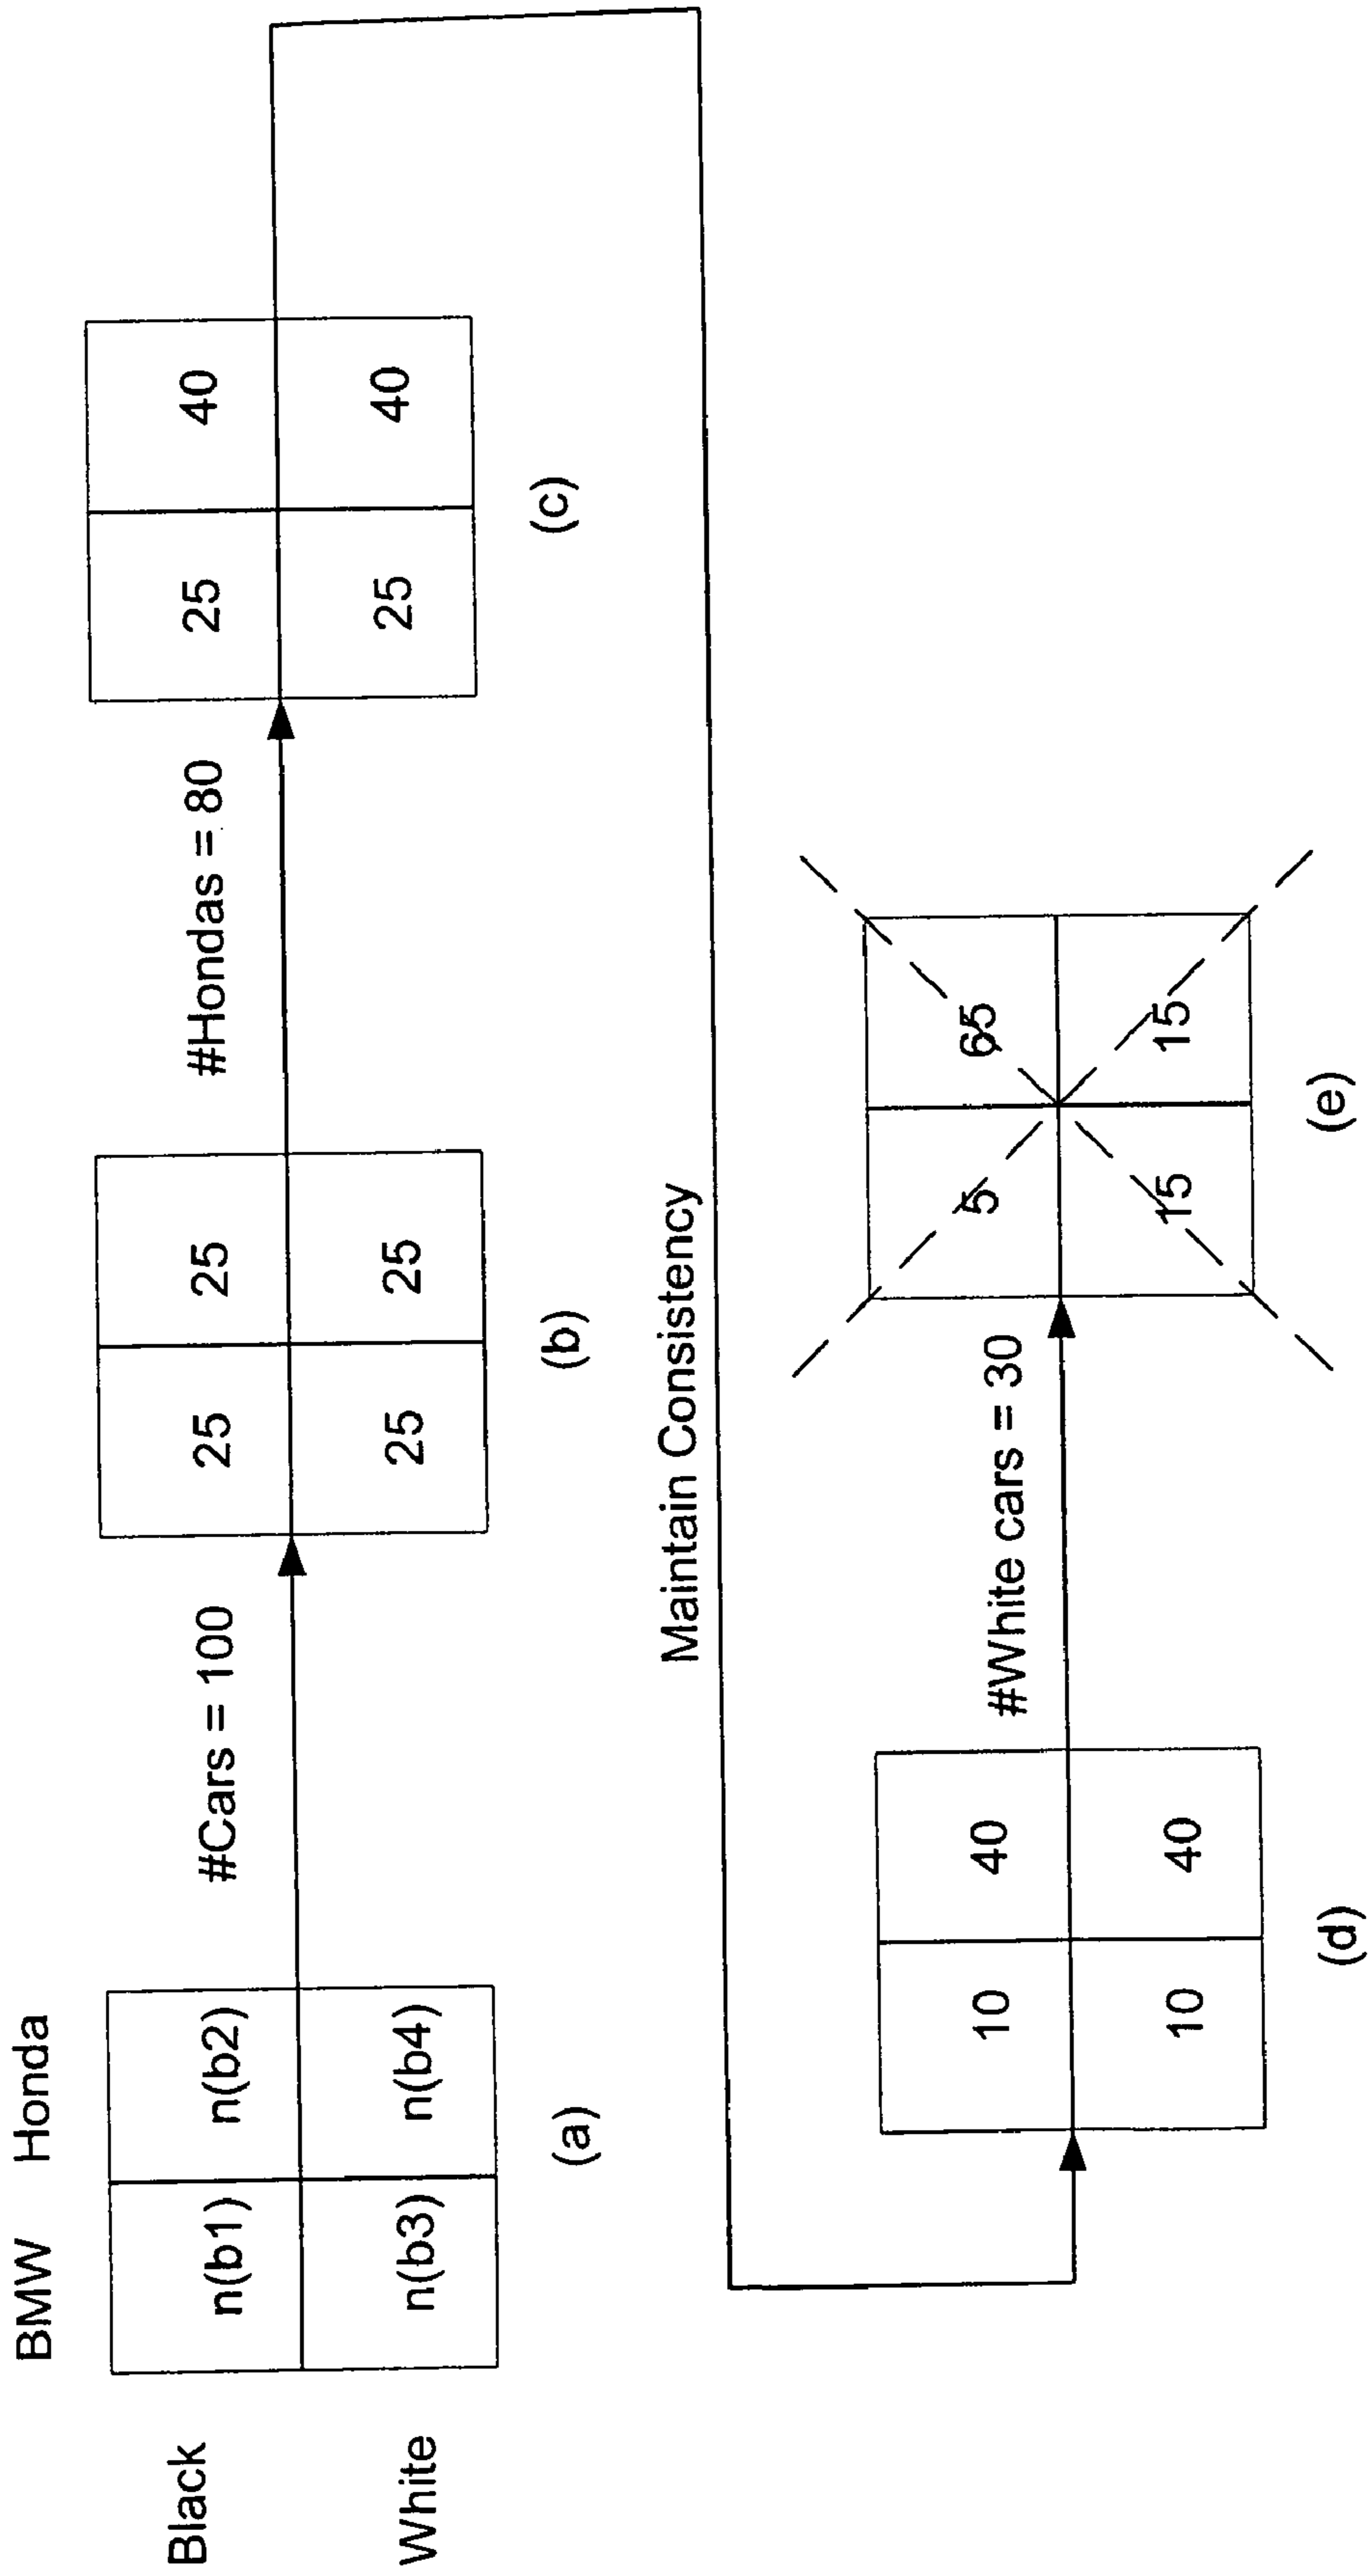 BMW Honda
Black n(b1) n(b2)
White n(b3) n(b4)
(a)
#Cars = 100
25 25
25 25
(b)
#Hondas = 80
25 40
25 40
(c)
Maintain Consistency
10 40
10 40
(d)
#White cars = 30
5 65
15 15
(e)